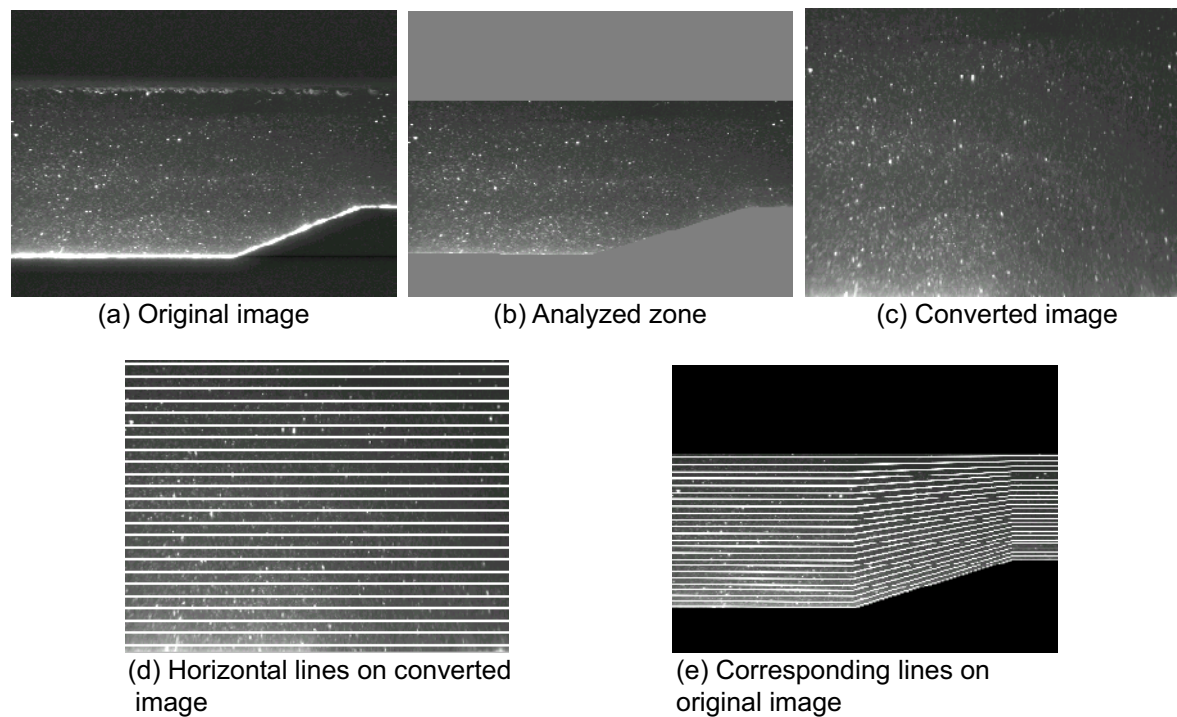 (a) Original image
(b) Analyzed zone
(c) Converted image
(d) Horizontal lines on converted
image
(e) Corresponding lines on
original image